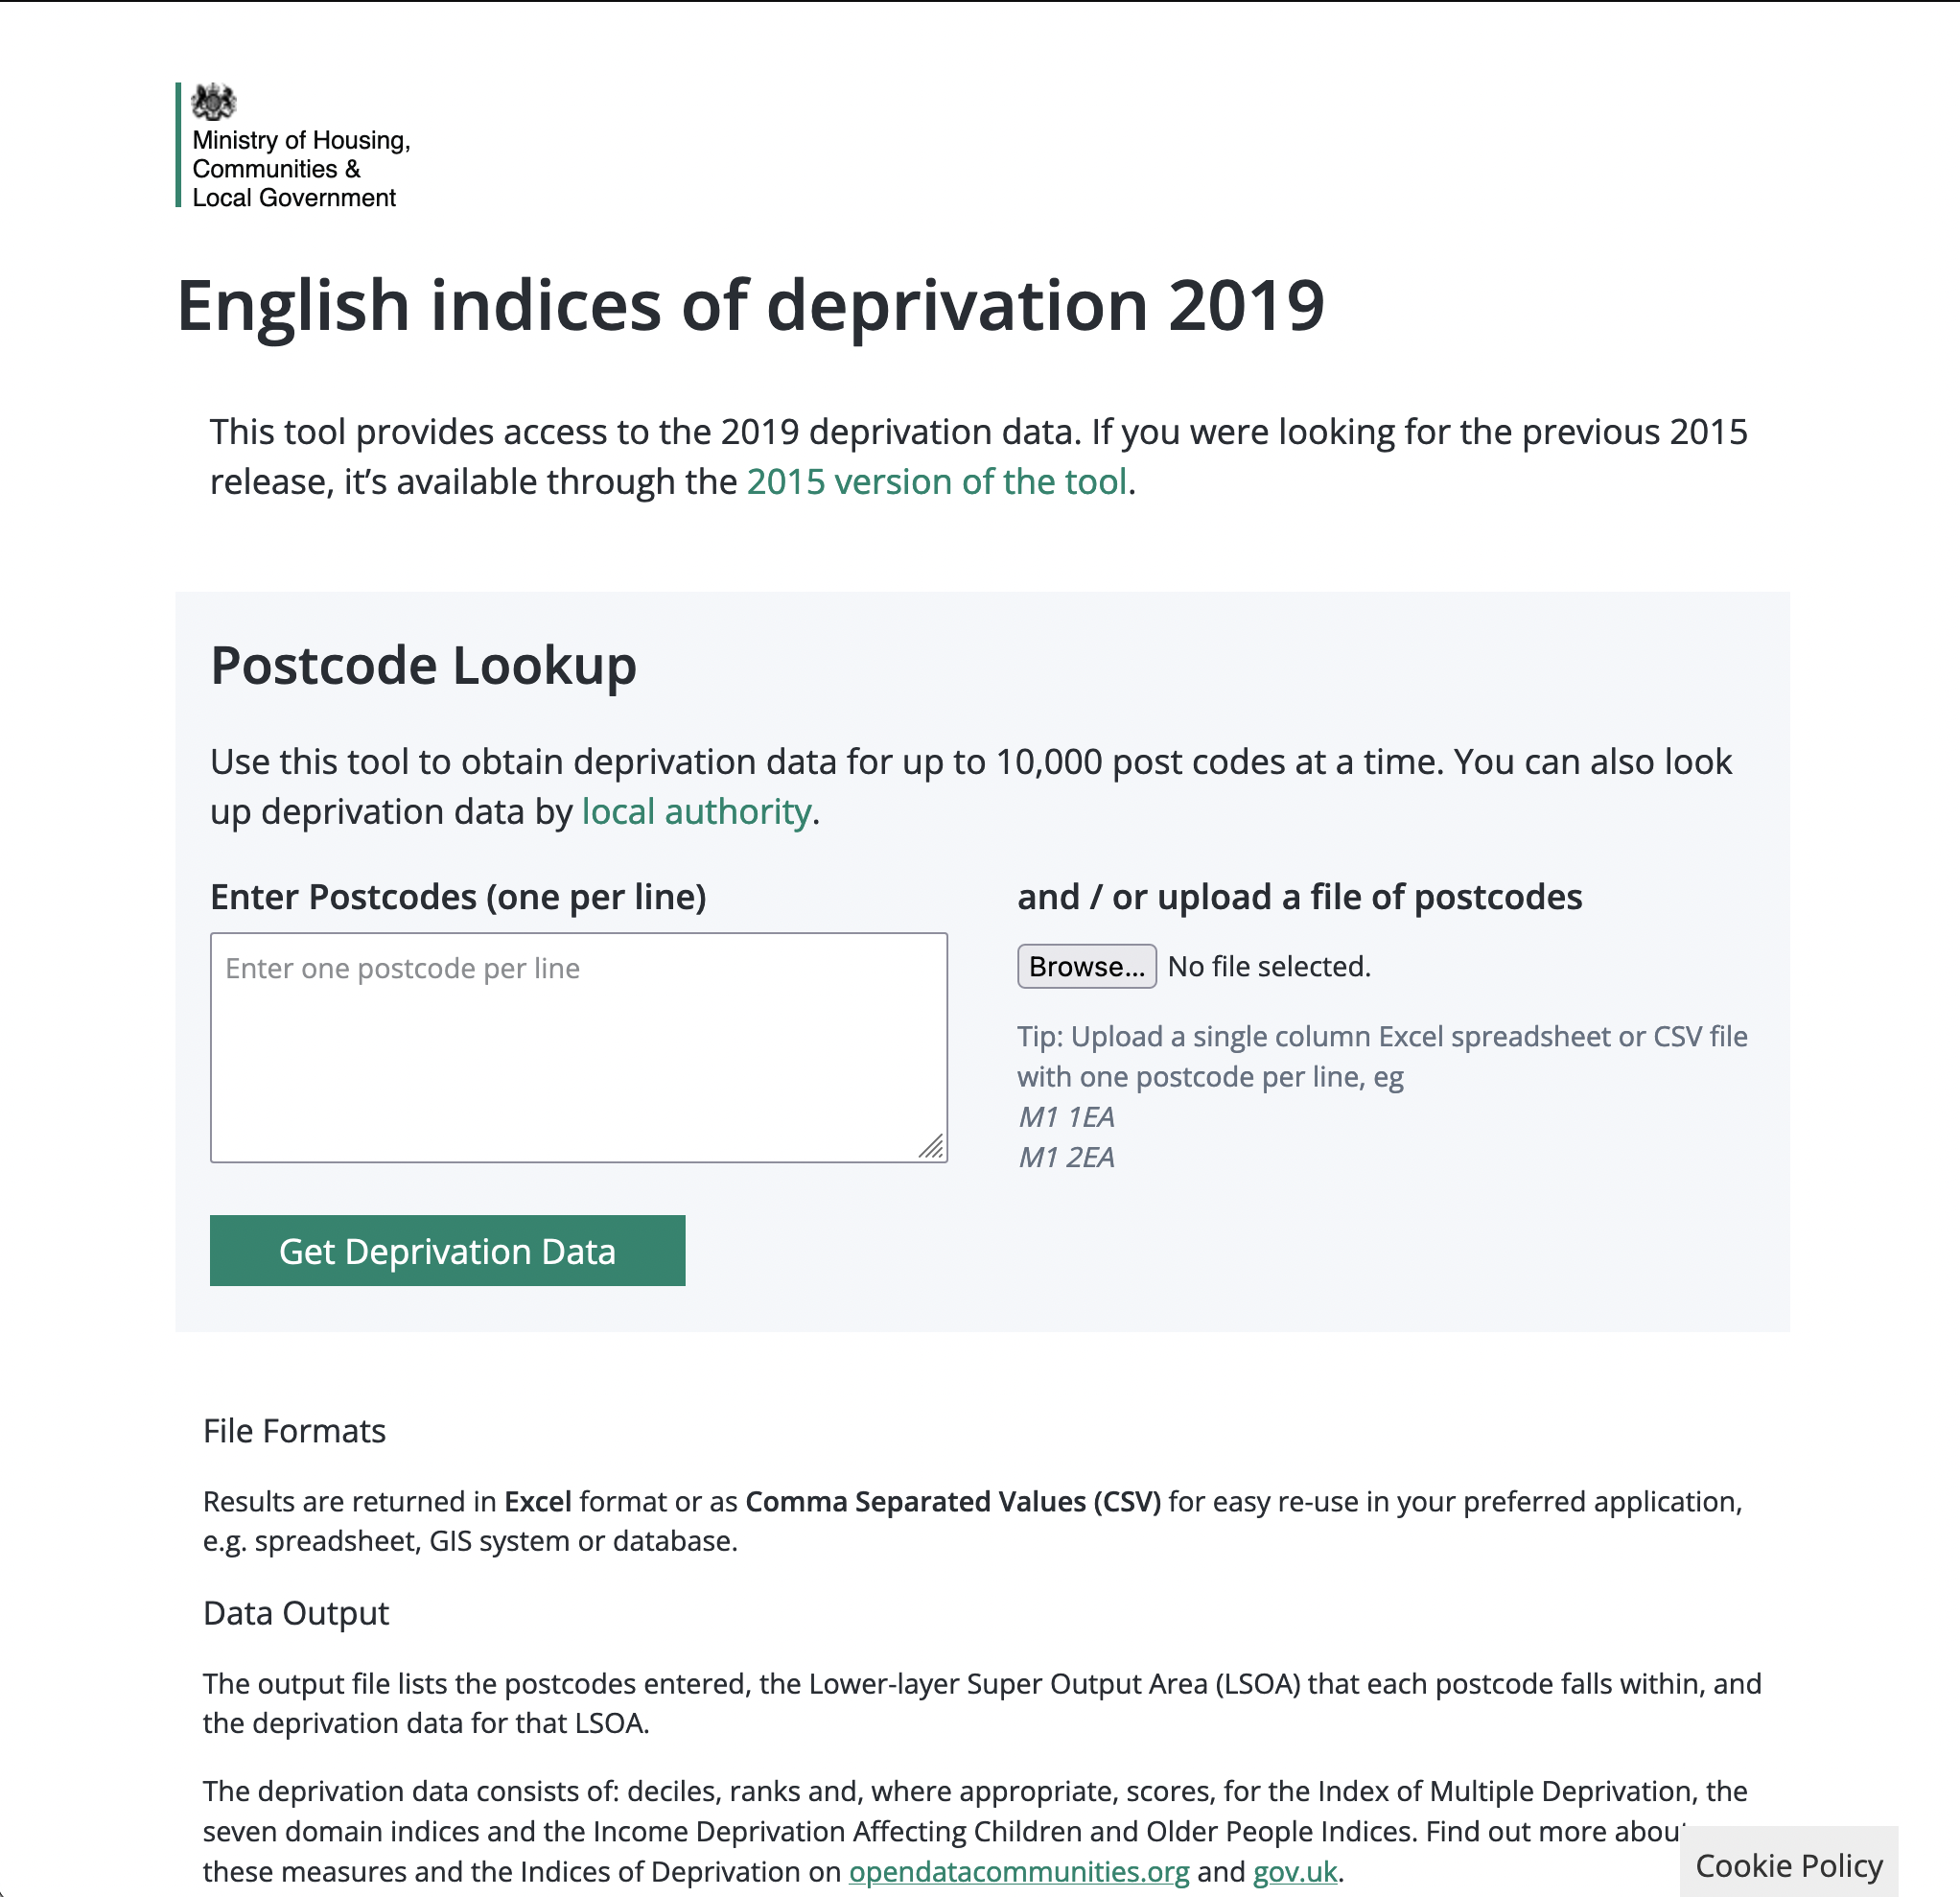 Ministry of Housing,
Communities &
Local Government
English indices of deprivation 2019
This tool provides access to the 2019 deprivation data. If you were looking for the previous 2015
release, it’s available through the 2015 version of the tool.
Postcode Lookup
Use this tool to obtain deprivation data for up to 10,000 post codes at a time. You can also look
up deprivation data by local authority.
Enter Postcodes (one per line)
Enter one postcode per line
and / or upload a file of postcodes
Browse... No file selected.
Tip: Upload a single column Excel spreadsheet or CSV file
with one postcode per line, eg
M1 1EA
M1 2EA
Get Deprivation Data
File Formats
Results are returned in Excel format or as Comma Separated Values (CSV) for easy re-use in your preferred application,
e.g. spreadsheet, GIS system or database.
Data Output
The output file lists the postcodes entered, the Lower-layer Super Output Area (LSOA) that each postcode falls within, and
the deprivation data for that LSOA.
The deprivation data consists of: deciles, ranks and, where appropriate, scores, for the Index of Multiple Deprivation, the
seven domain indices and the Income Deprivation Affecting Children and Older People Indices. Find out more about
these measures and the Indices of Deprivation on opendatacommunities.org and gov.uk.
Cookie Policy